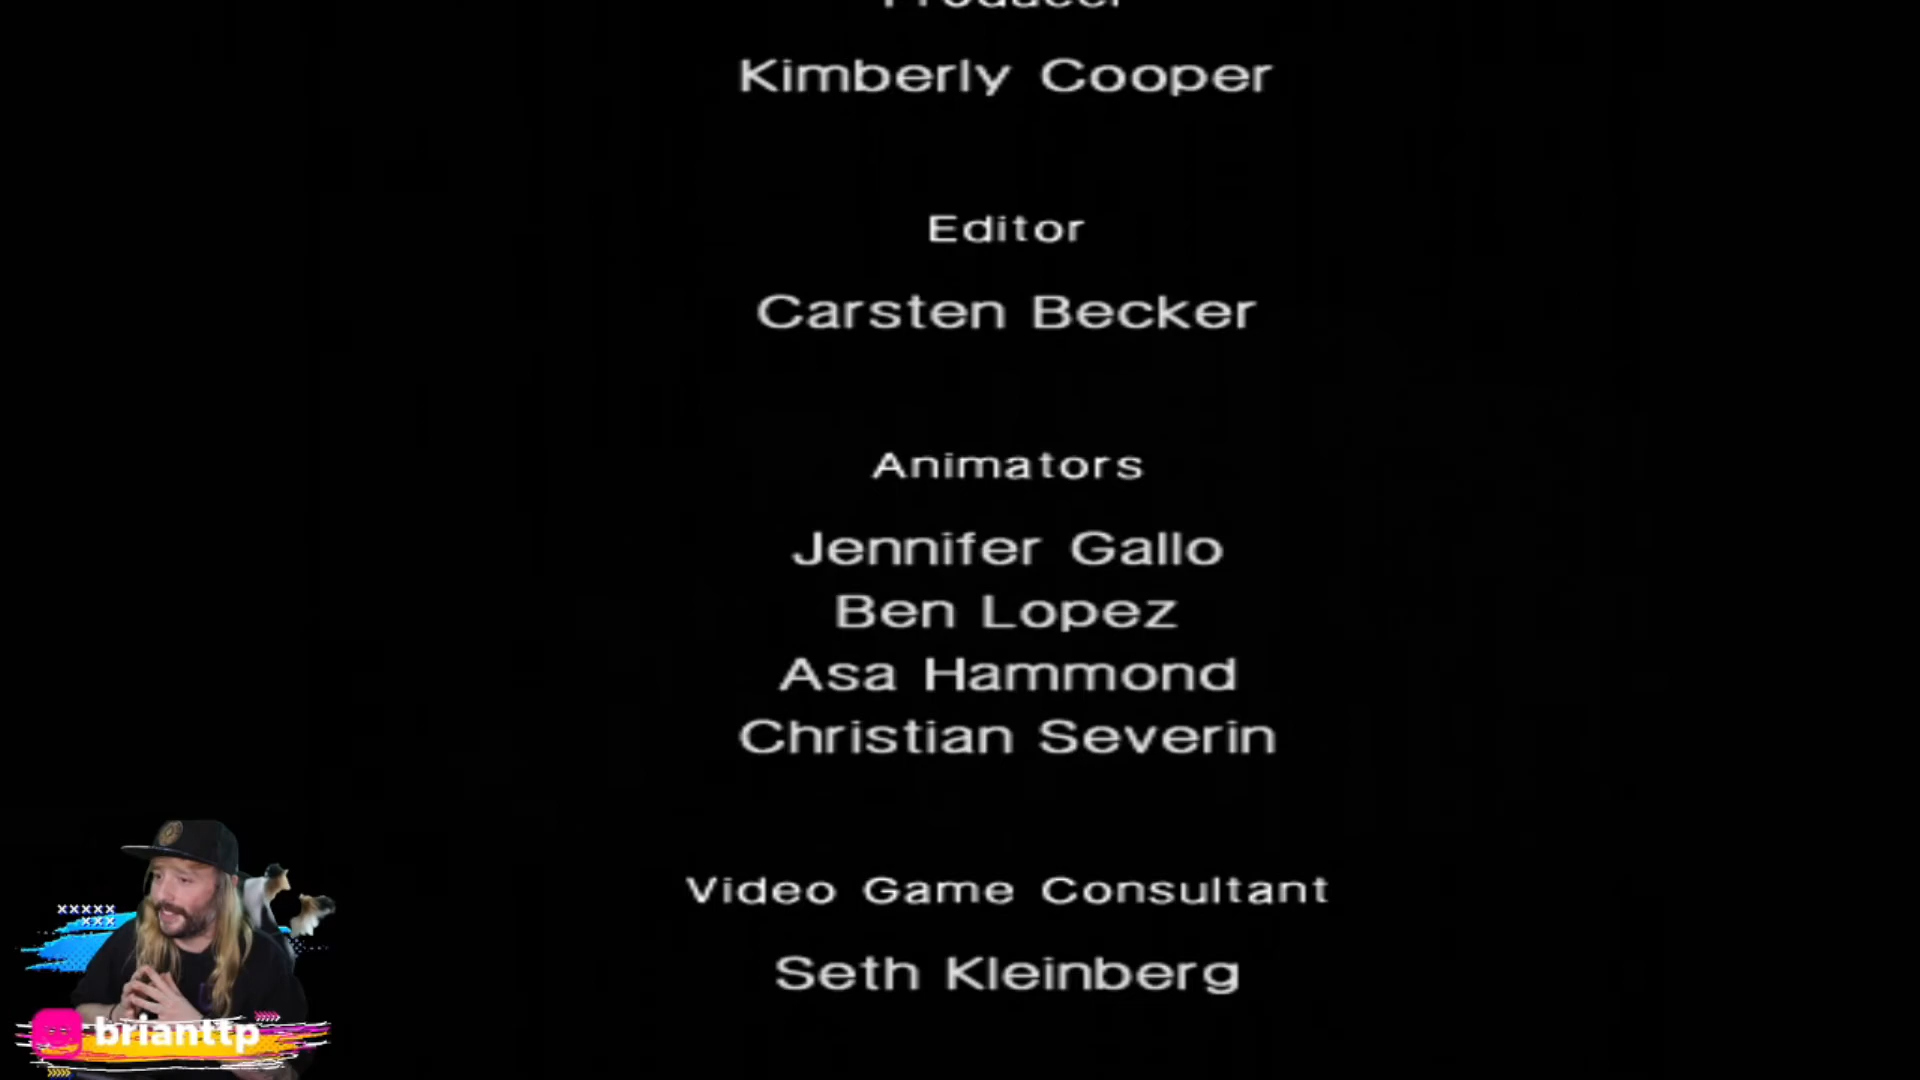 Producer
Kimberly Cooper
Editor
Carsten Becker
Animators
Jennifer Gallo
Ben Lopez
Asa Hammond
Christian Severin
Video Game Consultant
Seth Kleinberg
brianttp